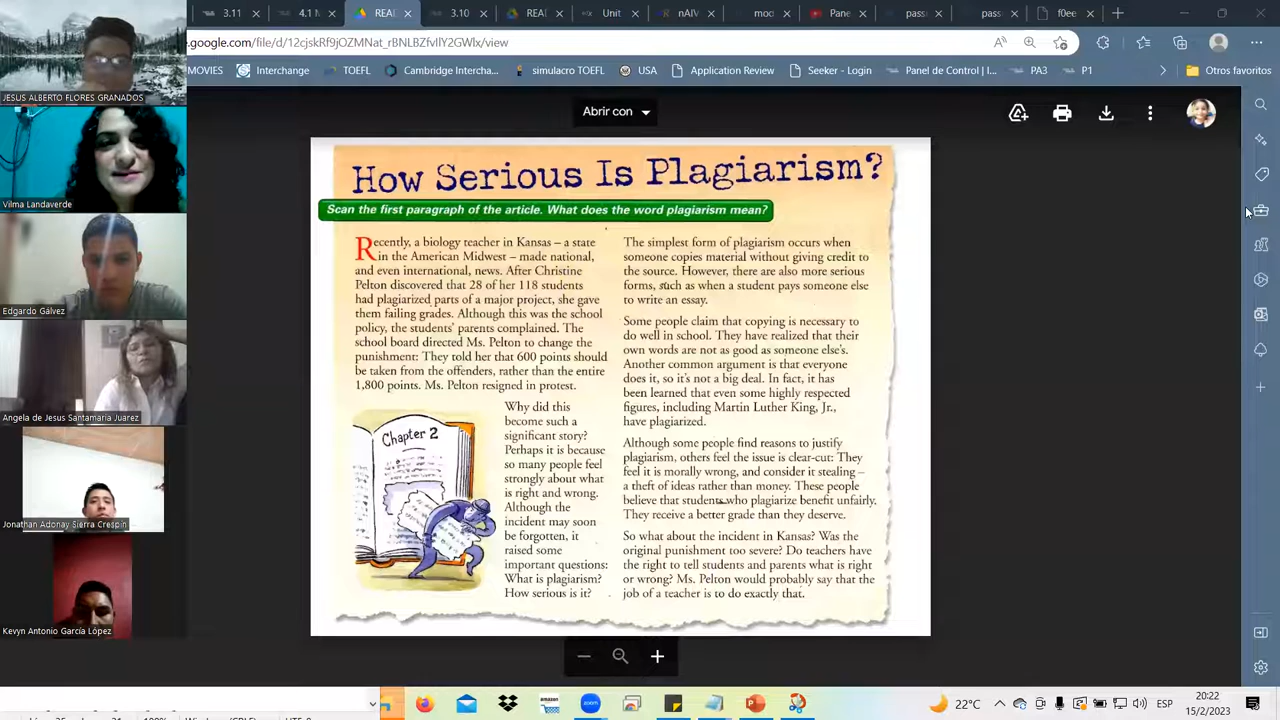 3.11
4.1 N
REAL
3.10
REAL
Unit
nAIV
mod
Pane
pass
pass
f0ee
.google.com/file/d/12cjskRf9jOZMNat_rBNLBZfvIlY2GWlx/view
MOVIES
Interchange
TOEFL
Cambridge Intercha...
simulacro TOEFL
USA
Application Review
Seeker - Login
Panel de Control | I...
PA3
P1
Otros favoritos
Abrir con
JESUS ALBERTO FLORES GRANADOS
Vilma Landaverde
Edgardo Gálvez
Angela de Jesus Santamaria Juarez
Jonathan Adonay Sierra Crespin
Kevyn Antonio García López
How Serious Is Plagiarism?
Scan the first paragraph of the article. What does the word plagiarism mean?
Recently, a biology teacher in Kansas – a state
in the American Midwest – made national,
and even international, news. After Christine
Pelton discovered that 28 of her 118 students
had plagiarized parts of a major project, she gave
them failing grades. Although this was the school
policy, the students' parents complained. The
school board directed Ms. Pelton to change the
punishment: They told her that 600 points should
be taken from the offenders, rather than the entire
1,800 points. Ms. Pelton resigned in protest.
Chapter 2
Why did this
become such a
significant story?
Perhaps it is because
so many people feel
strongly about what
is right and wrong.
Although the
incident may soon
be forgotten, it
raised some
important questions:
What is plagiarism?
How serious is it?
The simplest form of plagiarism occurs when
someone copies material without giving credit to
the source. However, there are also more serious
forms, such as when a student pays someone else
to write an essay.
Some people claim that copying is necessary to
do well in school. They have realized that their
own words are not as good as someone else's.
Another common argument is that everyone
does it, so it's not a big deal. In fact, it has
been learned that even some highly respected
figures, including Martin Luther King, Jr.,
have plagiarized.
Although some people find reasons to justify
plagiarism, others feel the issue is clear-cut: They
feel it is morally wrong, and consider it stealing –
a theft of ideas rather than money. These people
believe that students who plagiarize benefit unfairly.
They receive a better grade than they deserve.
So what about the incident in Kansas? Was the
original punishment too severe? Do teachers have
the right to tell students and parents what is right
or wrong? Ms. Pelton would probably say that the
job of a teacher is to do exactly that.
22°C
ESP
20:22
15/2/2023